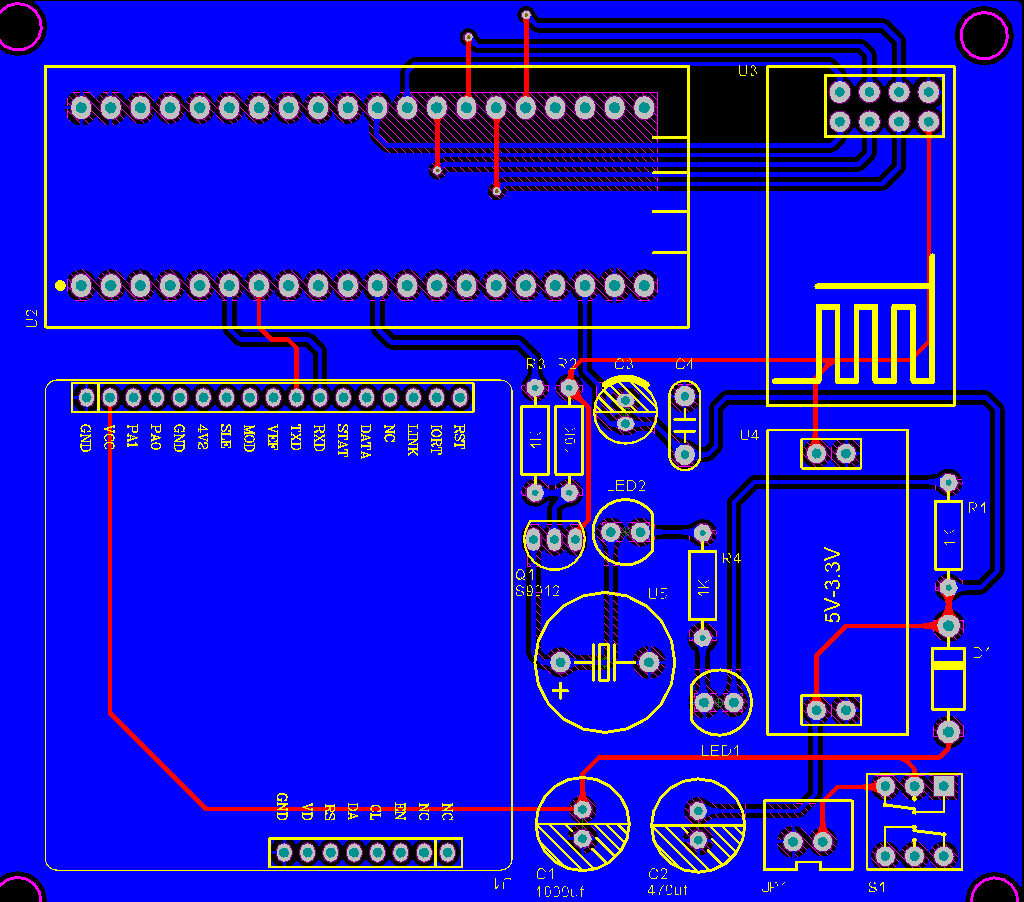 U3
U2
R3
R2
C3
C4
GND
VCC
PA1
PA0
GND
4V2
SLE
MOD
VEF
TXD
RXD
STAT
DATA
NC
LINK
IORT
RST
1K
10K
U4
LED2
R1
1K
Q1
S9012
R4
1K
5V-3.3V
U5
+
D1
LED1
GND
VD
RS
DA
CL
EN
NC
NC
J1
C1
1000uf
C2
470uf
JP1
S1